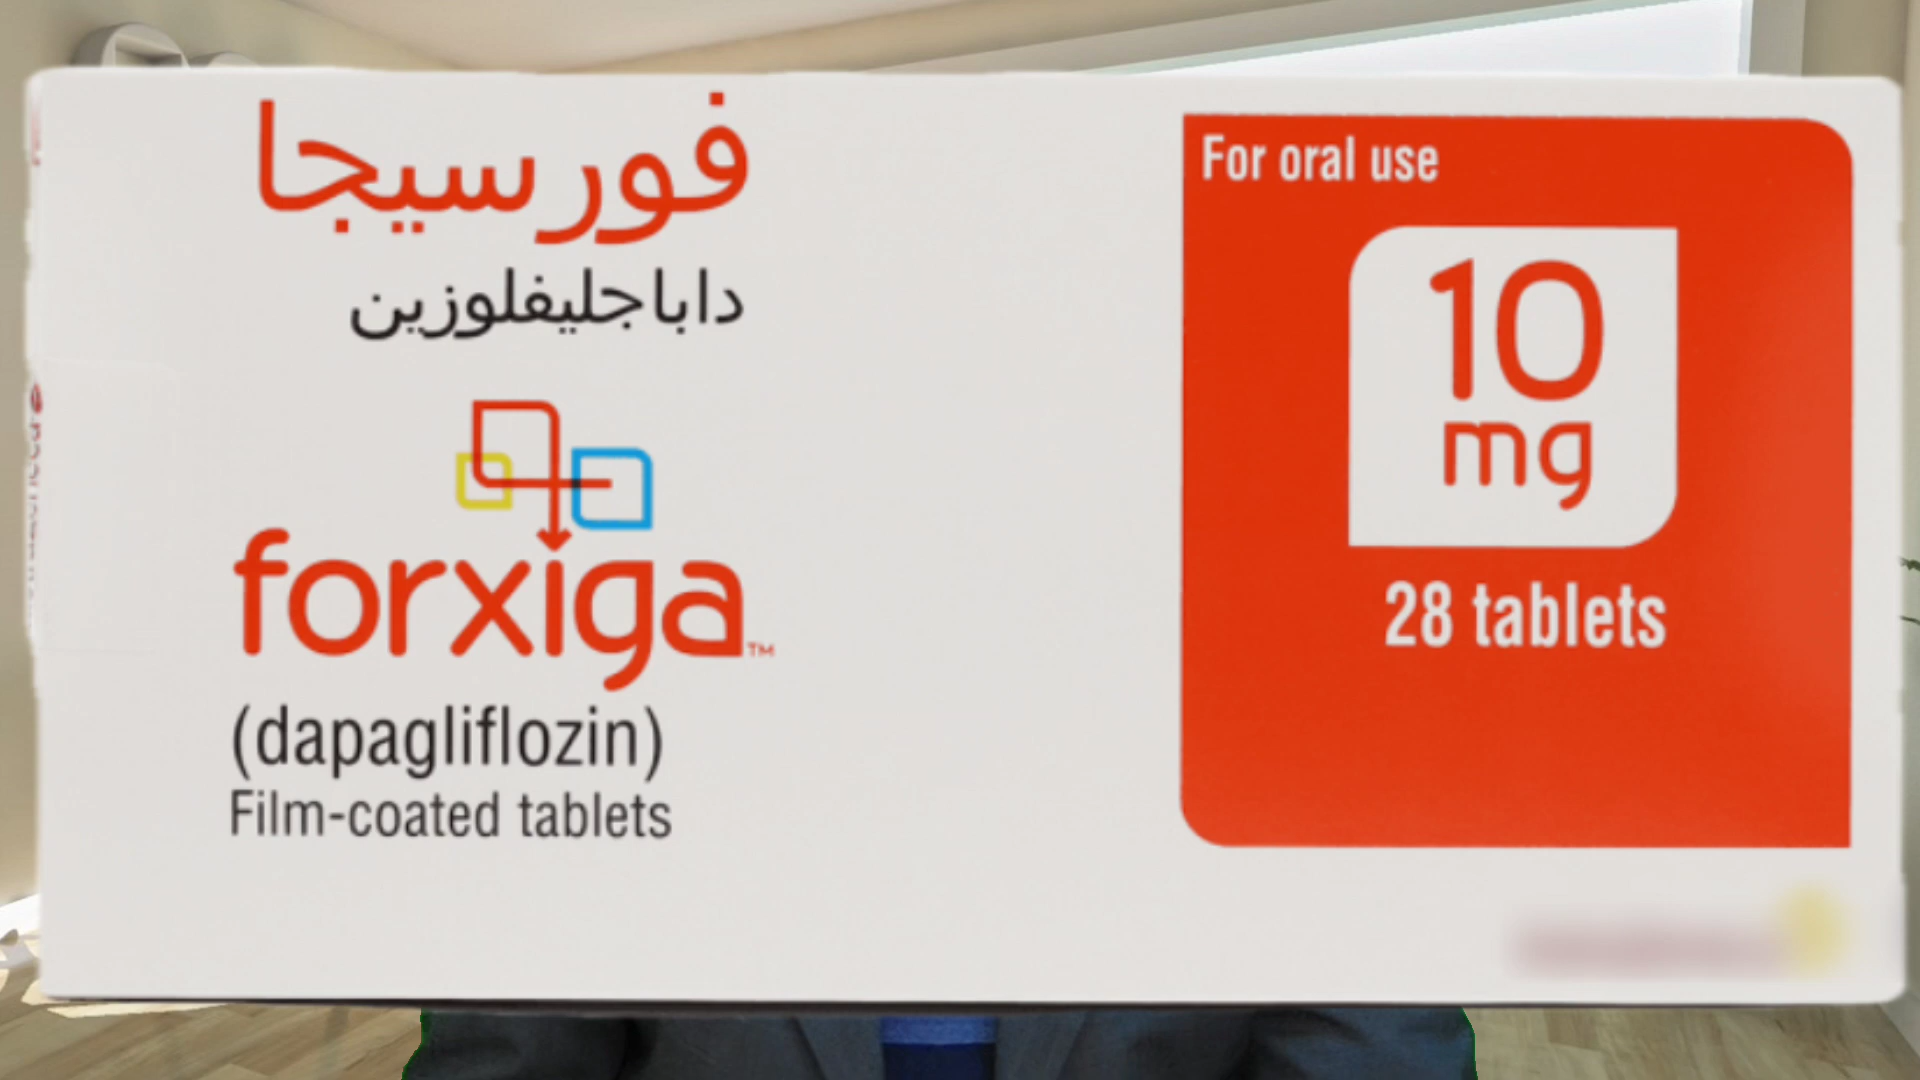 فورسيجا
داباجليفلوزين
forxiga™
(dapagliflozin)
Film-coated tablets
For oral use
10
mg
28 tablets